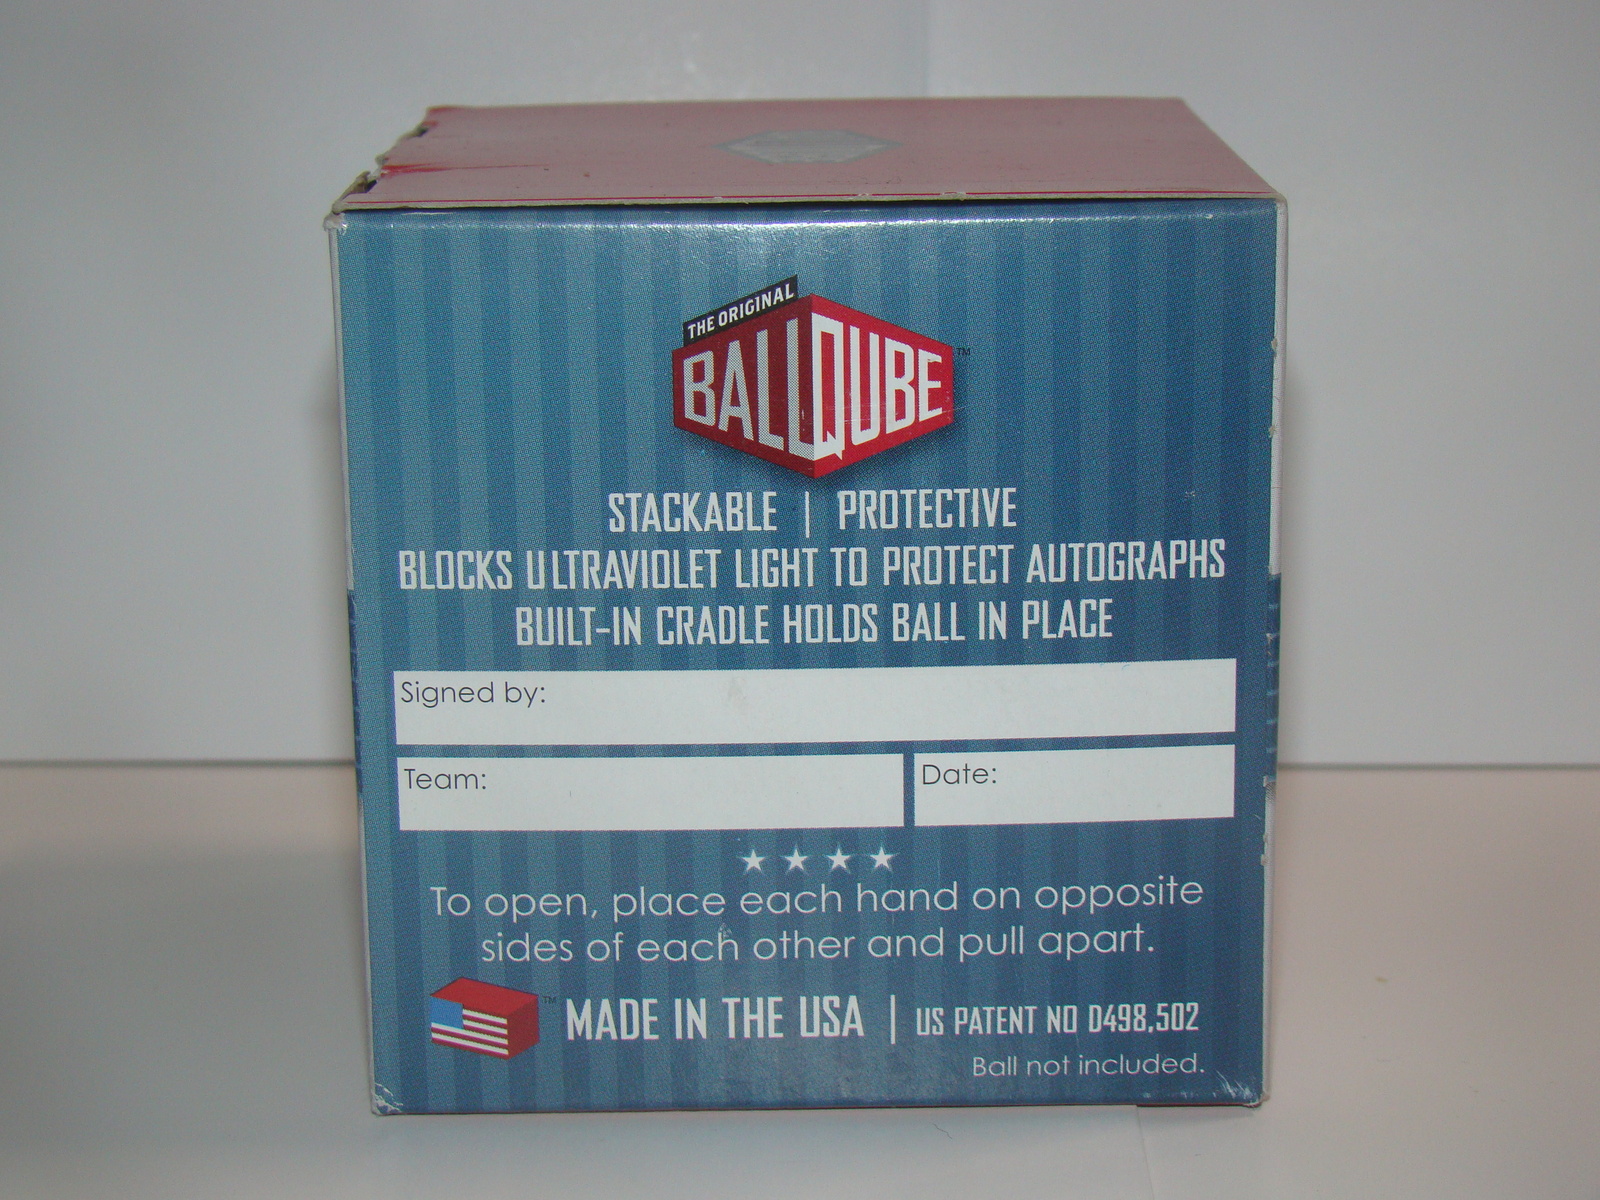 THE ORIGINAL
BALLQUBE™
STACKABLE | PROTECTIVE
BLOCKS ULTRAVIOLET LIGHT TO PROTECT AUTOGRAPHS
BUILT-IN CRADLE HOLDS BALL IN PLACE
Signed by:
Team:
Date:
To open, place each hand on opposite
sides of each other and pull apart.
™ MADE IN THE USA | US PATENT NO D498,502
Ball not included.